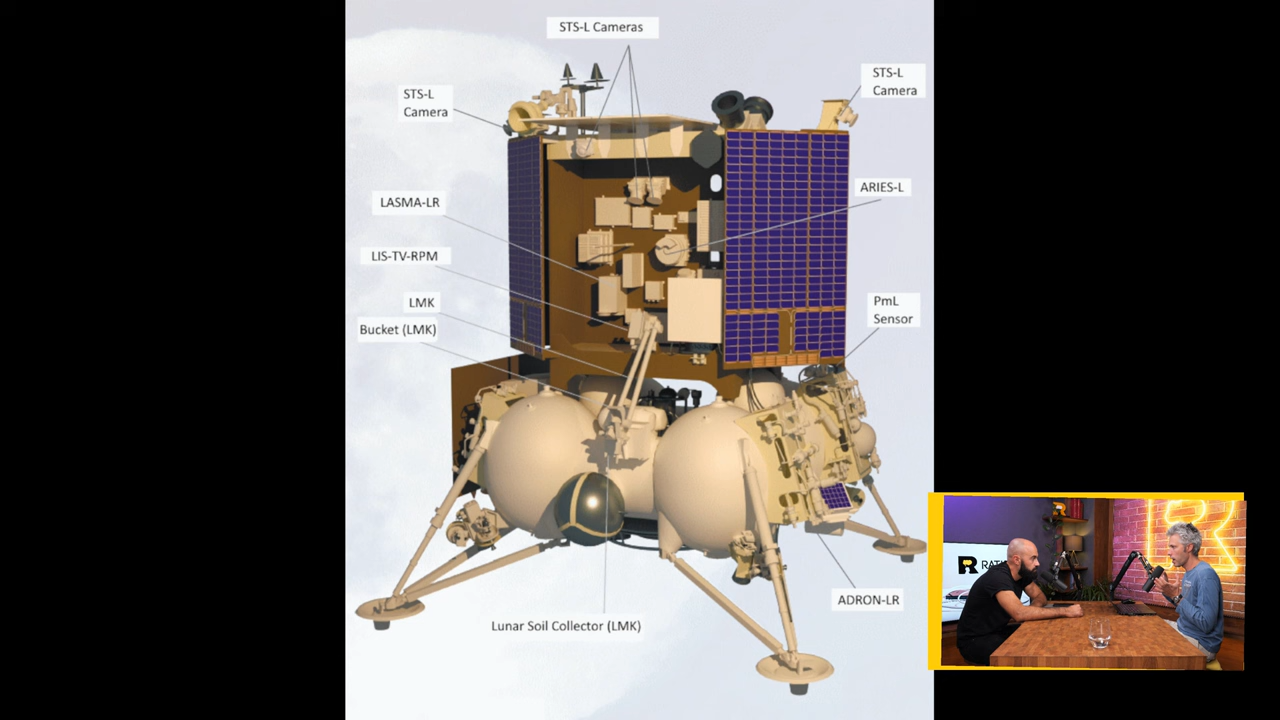 STS-L Cameras
STS-L
Camera
STS-L
Camera
LASMA-LR
ARIES-L
LIS-TV-RPM
LMK
Bucket (LMK)
PmL
Sensor
ADRON-LR
Lunar Soil Collector (LMK)